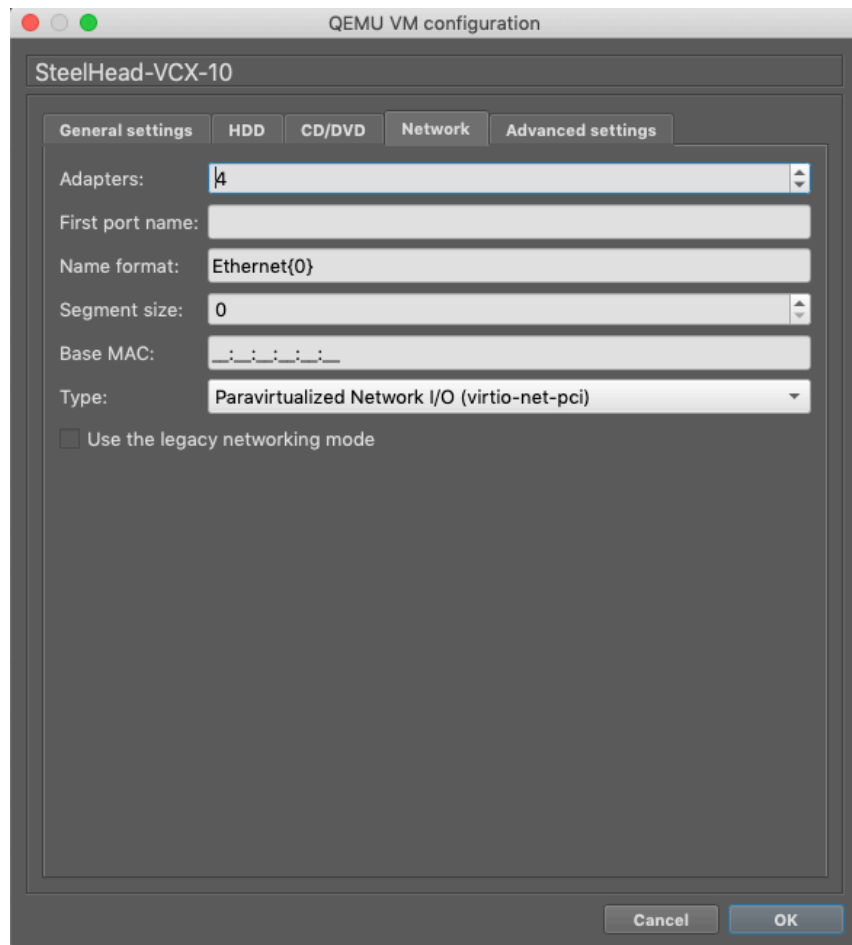 QEMU VM configuration
SteelHead-VCX-10
General settings HDD CD/DVD Network Advanced settings
Adapters: 4
First port name:
Name format: Ethernet{0}
Segment size: 0
Base MAC: __:__:__:__:__:__
Type: Paravirtualized Network I/O (virtio-net-pci)
Use the legacy networking mode
Cancel OK